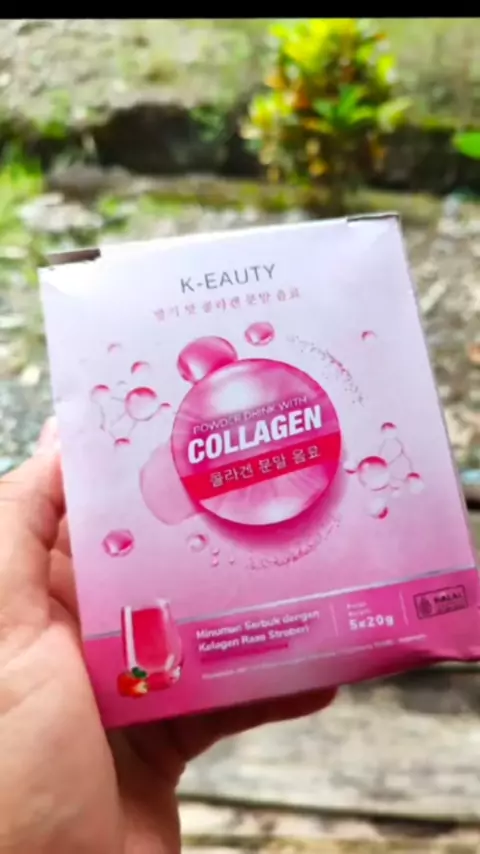 K-EAUTY
딸기 맛 콜라겐 분말 음료
POWDER DRINK WITH
COLLAGEN
콜라겐 분말 음료
Minuman Serbuk dengan
Kolagen Rasa Stroberi
5x20g
HALAL